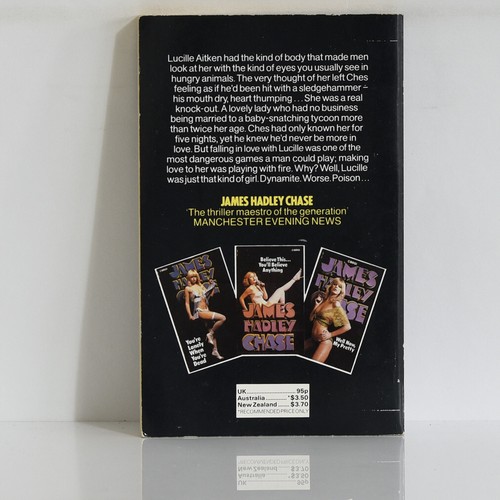 Lucille Aitken had the kind of body that made men
look at her with the kind of eyes you usually see in
hungry animals. The very thought of her left Ches
feeling as if he'd been hit with a sledgehammer –
his mouth dry, heart thumping ... She was a real
knock-out. A lovely lady who had no business
being married to a baby-snatching tycoon more
than twice her age. Ches had only known her for
five nights, yet he knew he'd never be more in
love. But falling in love with Lucille was one of the
most dangerous games a man could play; making
love to her was playing with fire. Why? Well, Lucille
was just that kind of girl. Dynamite. Worse. Poison ...
JAMES HADLEY CHASE
'The thriller maestro of the generation'
MANCHESTER EVENING NEWS
JAMES
HADLEY
CHASE
You're
Lonely
When
You're
Dead
Believe This...
You'll Believe
Anything
JAMES
HADLEY
CHASE
JAMES
HADLEY
CHASE
Well Now,
My Pretty
UK ............ 95p
Australia ........ *$3.50
New Zealand ..... $3.70
*RECOMMENDED PRICE ONLY